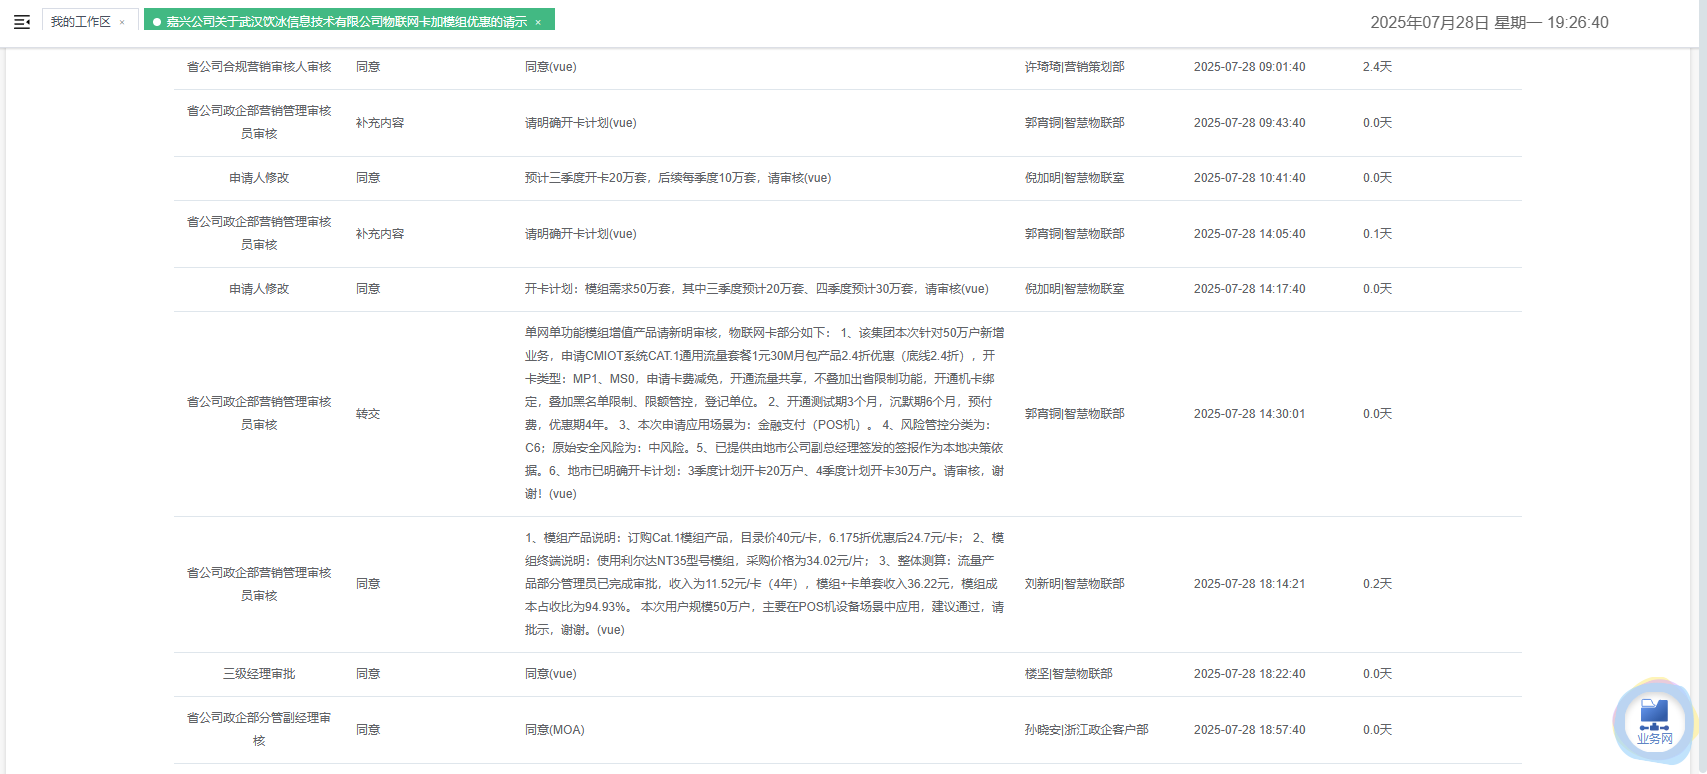 我的工作区 ×
嘉兴公司关于武汉饮冰信息技术有限公司物联网卡加模组优惠的请示 ×
2025年07月28日 星期一 19:26:40
省公司合规营销审核人审核 同意 同意(vue) 许琦琦|营销策划部 2025-07-28 09:01:40 2.4天
省公司政企部营销管理审核
员审核
补充内容 请明确开卡计划(vue) 郭宵铜|智慧物联部 2025-07-28 09:43:40 0.0天
申请人修改 同意 预计三季度开卡20万套，后续每季度10万套，请审核(vue) 倪加明|智慧物联室 2025-07-28 10:41:40 0.0天
省公司政企部营销管理审核
员审核
补充内容 请明确开卡计划(vue) 郭宵铜|智慧物联部 2025-07-28 14:05:40 0.1天
申请人修改 同意 开卡计划：模组需求50万套，其中三季度预计20万套、四季度预计30万套，请审核(vue) 倪加明|智慧物联室 2025-07-28 14:17:40 0.0天
省公司政企部营销管理审核
员审核
转交
单网单功能模组增值产品请新明审核，物联网卡部分如下： 1、该集团本次针对50万户新增
业务，申请CMIOT系统CAT.1通用流量套餐1元30M月包产品2.4折优惠（底线2.4折），开
卡类型：MP1、MS0，申请卡费减免，开通流量共享，不叠加出省限制功能，开通机卡绑
定，叠加黑名单限制、限额管控，登记单位。 2、开通测试期3个月，沉默期6个月，预付
费，优惠期4年。 3、本次申请应用场景为：金融支付（POS机）。 4、风险管控分类为：
C6；原始安全风险为：中风险。5、已提供由地市公司副总经理签发的签报作为本地决策依
据。6、地市已明确开卡计划：3季度计划开卡20万户、4季度计划开卡30万户。请审核，谢
谢！(vue)
郭宵铜|智慧物联部 2025-07-28 14:30:01 0.0天
省公司政企部营销管理审核
员审核
同意
1、模组产品说明：订购Cat.1模组产品，目录价40元/卡，6.175折优惠后24.7元/卡； 2、模
组终端说明：使用利尔达NT35型号模组，采购价格为34.02元/片； 3、整体测算：流量产
品部分管理员已完成审批，收入为11.52元/卡（4年），模组+卡单套收入36.22元，模组成
本占收比为94.93%。 本次用户规模50万户，主要在POS机设备场景中应用，建议通过，请
批示，谢谢。(vue)
刘新明|智慧物联部 2025-07-28 18:14:21 0.2天
三级经理审批 同意 同意(vue) 楼坚|智慧物联部 2025-07-28 18:22:40 0.0天
省公司政企部分管副经理审
核
同意 同意(MOA) 孙晓安|浙江政企客户部 2025-07-28 18:57:40 0.0天
业务网